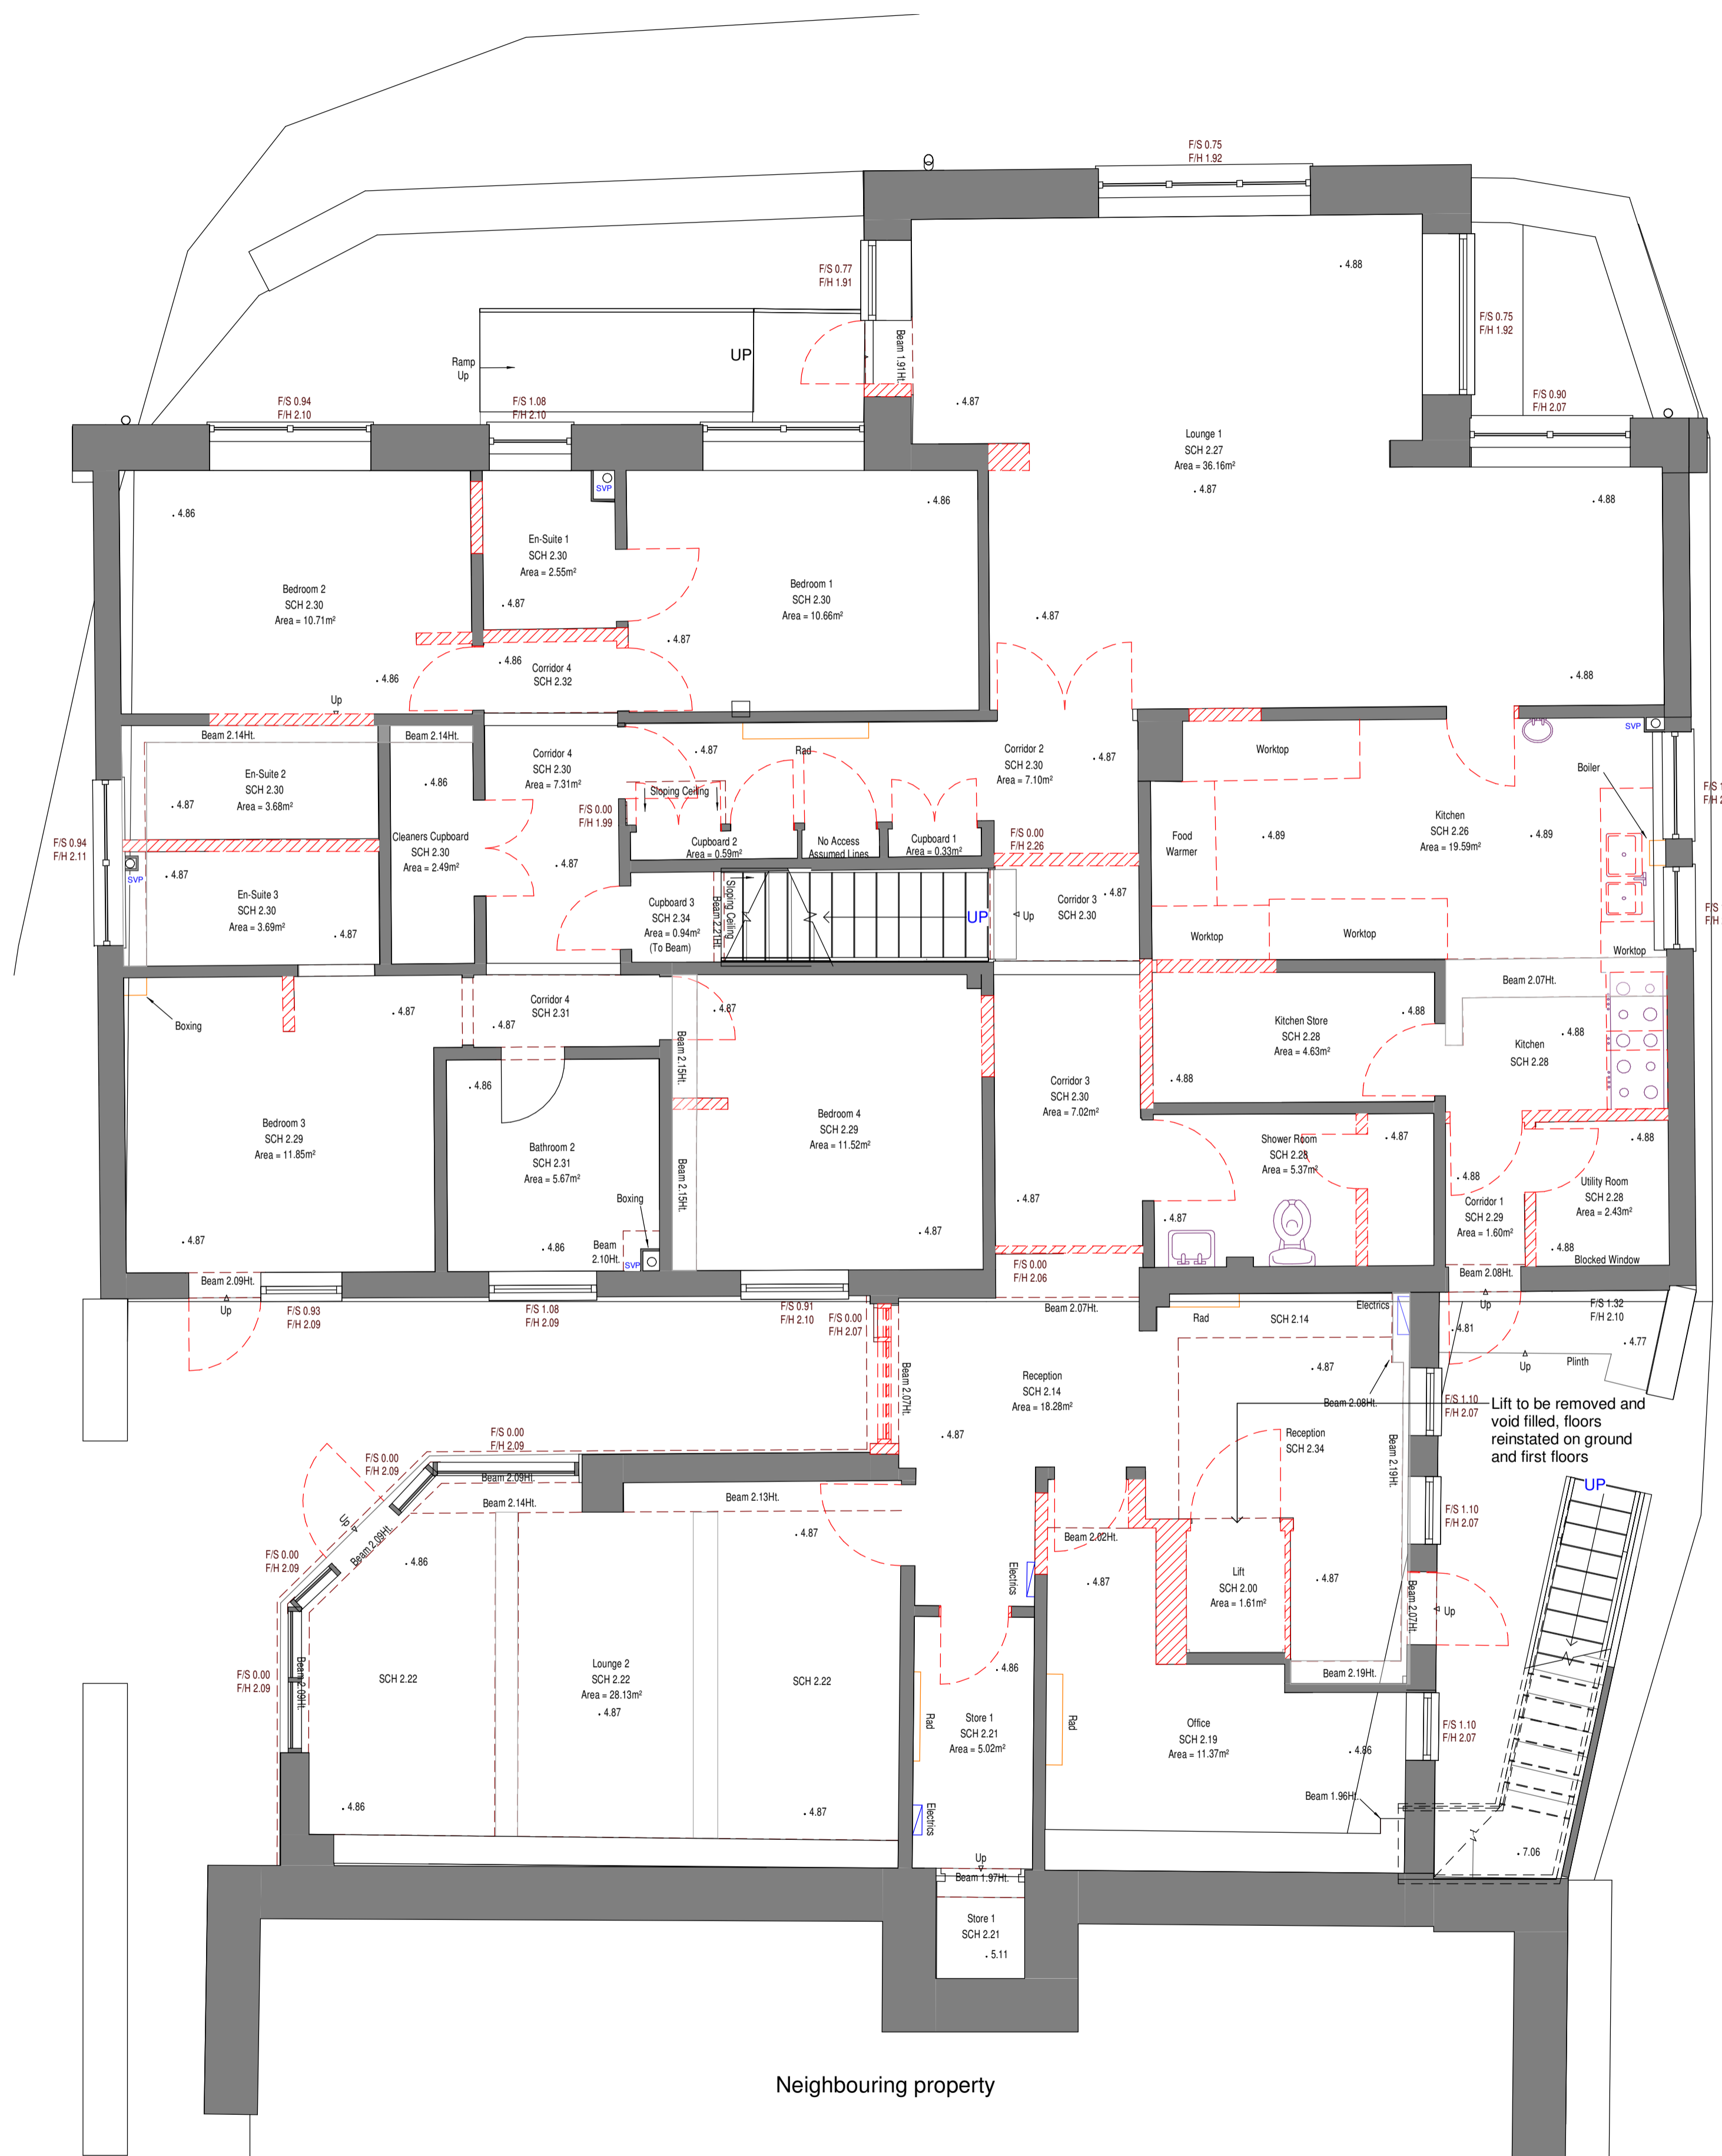 F/S 0.75
F/H 1.92
F/S 0.77
F/H 1.91
4.88
F/S 0.75
F/H 1.92
UP
Ramp
Up
Beam 1.91Ht.
F/S 0.94
F/H 2.10
F/S 1.08
F/H 2.10
F/S 0.90
F/H 2.07
4.87
Lounge 1
SCH 2.27
Area = 36.16m²
4.87
SVP
4.86
4.86
4.88
En-Suite 1
SCH 2.30
Area = 2.55m²
Bedroom 2
SCH 2.30
Area = 10.71m²
Bedroom 1
SCH 2.30
Area = 10.66m²
4.87
4.87
4.87
4.86
Corridor 4
SCH 2.32
4.86
4.88
Up
Beam 2.14Ht.
Beam 2.14Ht.
SVP
Corridor 4
SCH 2.30
Area = 7.31m²
4.87
Rad
Corridor 2
SCH 2.30
Area = 7.10m²
4.87
Worktop
Boiler
En-Suite 2
SCH 2.30
Area = 3.68m²
4.87
4.86
Sloping Ceiling
F/S 0.00
F/H 1.99
Cleaners Cupboard
SCH 2.30
Area = 2.49m²
F/S 0.94
F/H 2.11
Cupboard 2
Area = 0.59m²
No Access
Assumed Lines
Cupboard 1
Area = 0.33m²
F/S 0.00
F/H 2.26
Food
Warmer
4.89
Kitchen
SCH 2.26
Area = 19.59m²
4.89
4.87
SVP
4.87
En-Suite 3
SCH 2.30
Area = 3.69m²
4.87
Cupboard 3
SCH 2.34
Area = 0.94m²
(To Beam)
Beam 2.21Ht.
Sloping Ceiling
UP
Up
4.87
Corridor 3
SCH 2.30
Worktop
Worktop
Worktop
Beam 2.07Ht.
Boxing
4.87
Corridor 4
SCH 2.31
4.87
4.87
Beam 2.15Ht.
Kitchen Store
SCH 2.28
Area = 4.63m²
4.88
4.88
Kitchen
SCH 2.28
4.88
4.86
Corridor 3
SCH 2.30
Area = 7.02m²
Bedroom 3
SCH 2.29
Area = 11.85m²
Bathroom 2
SCH 2.31
Area = 5.67m²
Bedroom 4
SCH 2.29
Area = 11.52m²
Beam 2.15Ht.
Shower Room
SCH 2.28
Area = 5.37m²
4.87
4.88
4.88
Utility Room
SCH 2.28
Area = 2.43m²
Corridor 1
SCH 2.29
Area = 1.60m²
Boxing
4.87
4.87
4.87
4.87
4.86
Beam
2.10Ht.
SVP
4.88
Blocked Window
F/S 0.00
F/H 2.06
Beam 2.08Ht.
Beam 2.09Ht.
Up
F/S 0.93
F/H 2.09
F/S 1.08
F/H 2.09
F/S 0.91
F/H 2.10
F/S 0.00
F/H 2.07
Beam 2.07Ht.
Rad
SCH 2.14
Electrics
Up
4.81
F/S 1.32
F/H 2.10
4.77
Up
Plinth
Beam 2.07Ht.
Reception
SCH 2.14
Area = 18.28m²
4.87
Beam 2.08Ht.
F/S 1.10
F/H 2.07
Lift to be removed and
void filled, floors
reinstated on ground
and first floors
4.87
Reception
SCH 2.34
Beam 2.19Ht.
F/S 0.00
F/H 2.09
F/S 0.00
F/H 2.09
Beam 2.09Ht.
Beam 2.14Ht.
Beam 2.13Ht.
Up
Beam 2.09Ht.
4.87
4.86
Beam 2.02Ht.
F/S 1.10
F/H 2.07
UP
F/S 0.00
F/H 2.09
Electrics
4.87
Lift
SCH 2.00
Area = 1.61m²
4.87
Beam 2.07Ht.
Up
F/S 0.00
F/H 2.09
Beam 2.09Ht.
SCH 2.22
Lounge 2
SCH 2.22
Area = 28.13m²
4.87
SCH 2.22
4.86
Beam 2.19Ht.
Rad
Store 1
SCH 2.21
Area = 5.02m²
Rad
Office
SCH 2.19
Area = 11.37m²
4.86
F/S 1.10
F/H 2.07
4.86
4.87
Electrics
Beam 1.96Ht.
7.06
Up
Beam 1.97Ht.
Store 1
SCH 2.21
5.11
Neighbouring property